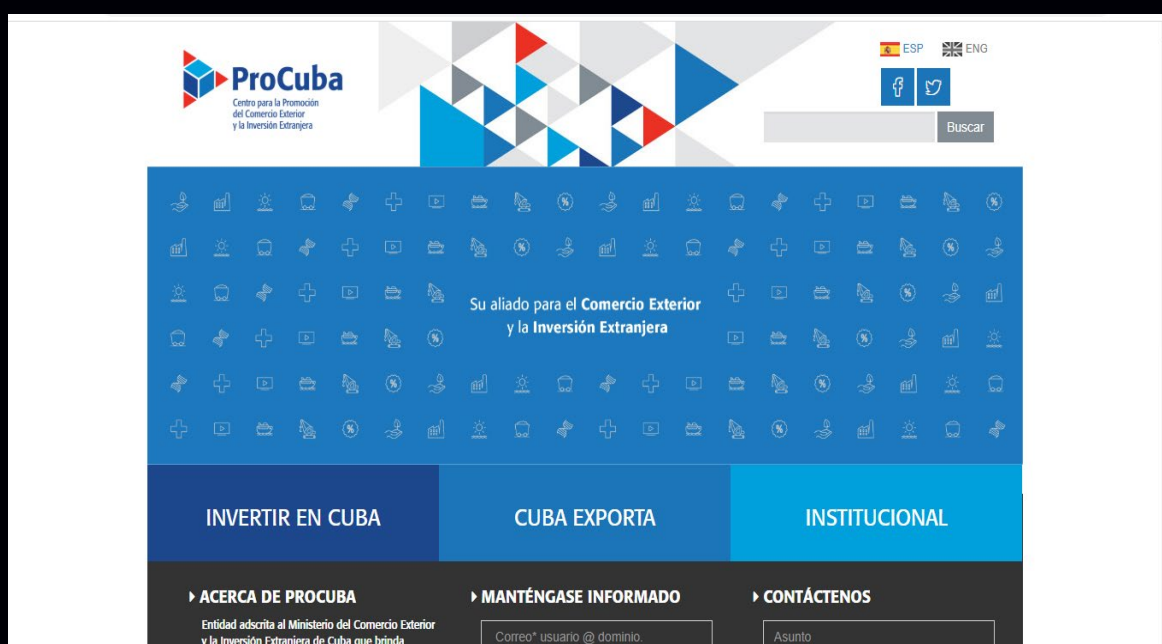 ProCuba
Centro para la Promoción
del Comercio Exterior
y la Inversión Extranjera
ESP
ENG
Buscar
Su aliado para el Comercio Exterior
y la Inversión Extranjera
INVERTIR EN CUBA
CUBA EXPORTA
INSTITUCIONAL
ACERCA DE PROCUBA
Entidad adscrita al Ministerio del Comercio Exterior
y la Inversión Extranjera de Cuba que brinda
MANTÉNGASE INFORMADO
Correo* usuario @ dominio.
CONTÁCTENOS
Asunto